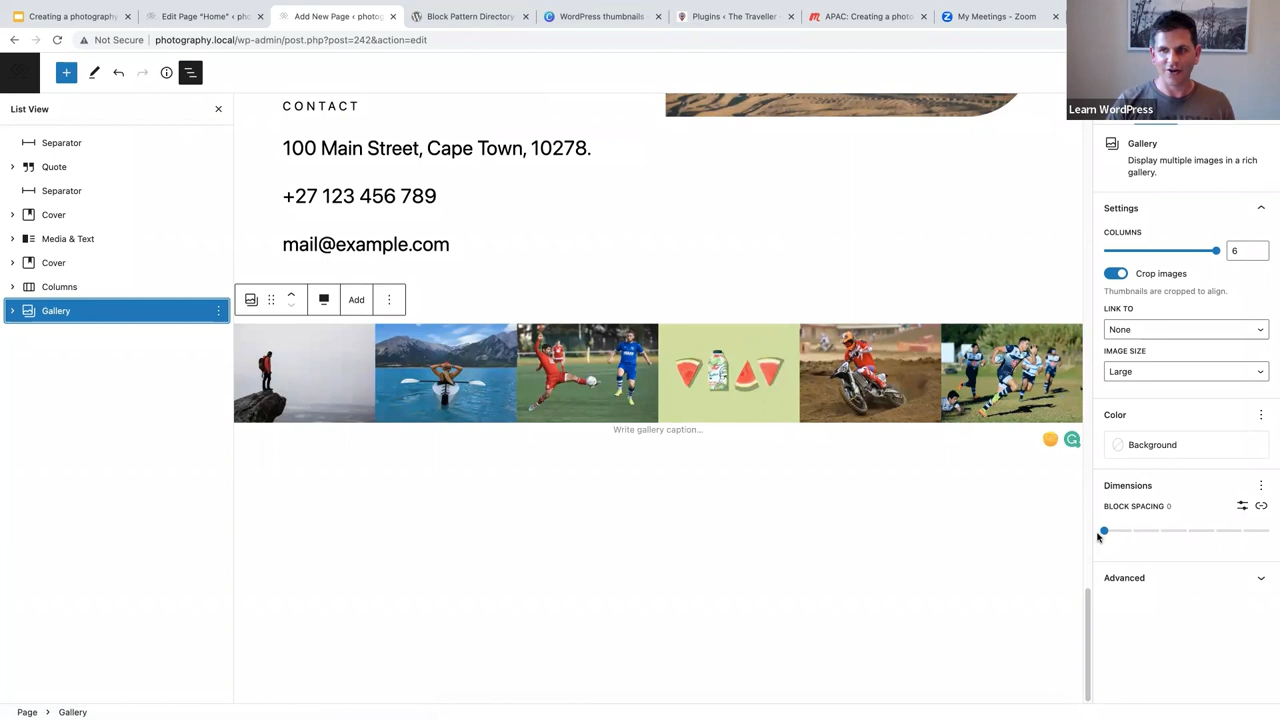 Creating a photography
Edit Page “Home” ‹ pho
Add New Page ‹ photog
Block Pattern Directory
WordPress thumbnails -
Plugins ‹ The Traveller -
APAC: Creating a photo
My Meetings - Zoom
Not Secure
photography.local/wp-admin/post.php?post=242&action=edit
Learn WordPress
List View
Separator
Quote
Separator
Cover
Media & Text
Cover
Columns
Gallery
CONTACT
100 Main Street, Cape Town, 10278.
+27 123 456 789
mail@example.com
Add
Write gallery caption...
Gallery
Display multiple images in a rich
gallery.
Settings
COLUMNS
6
Crop images
Thumbnails are cropped to align.
LINK TO
None
IMAGE SIZE
Large
Color
Background
Dimensions
BLOCK SPACING 0
Advanced
Page > Gallery